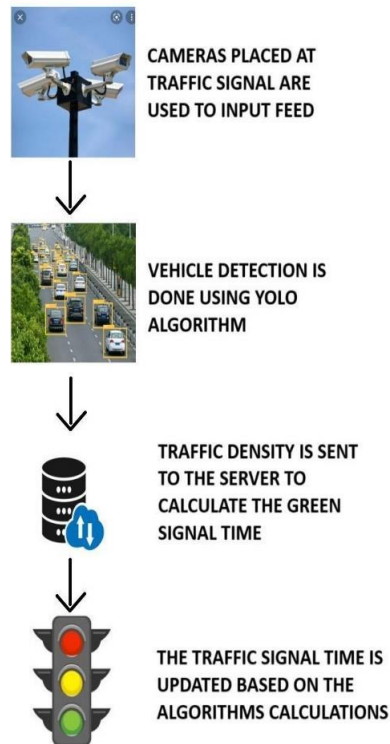 CAMERAS PLACED AT
TRAFFIC SIGNAL ARE
USED TO INPUT FEED
VEHICLE DETECTION IS
DONE USING YOLO
ALGORITHM
TRAFFIC DENSITY IS SENT
TO THE SERVER TO
CALCULATE THE GREEN
SIGNAL TIME
THE TRAFFIC SIGNAL TIME IS
UPDATED BASED ON THE
ALGORITHMS CALCULATIONS